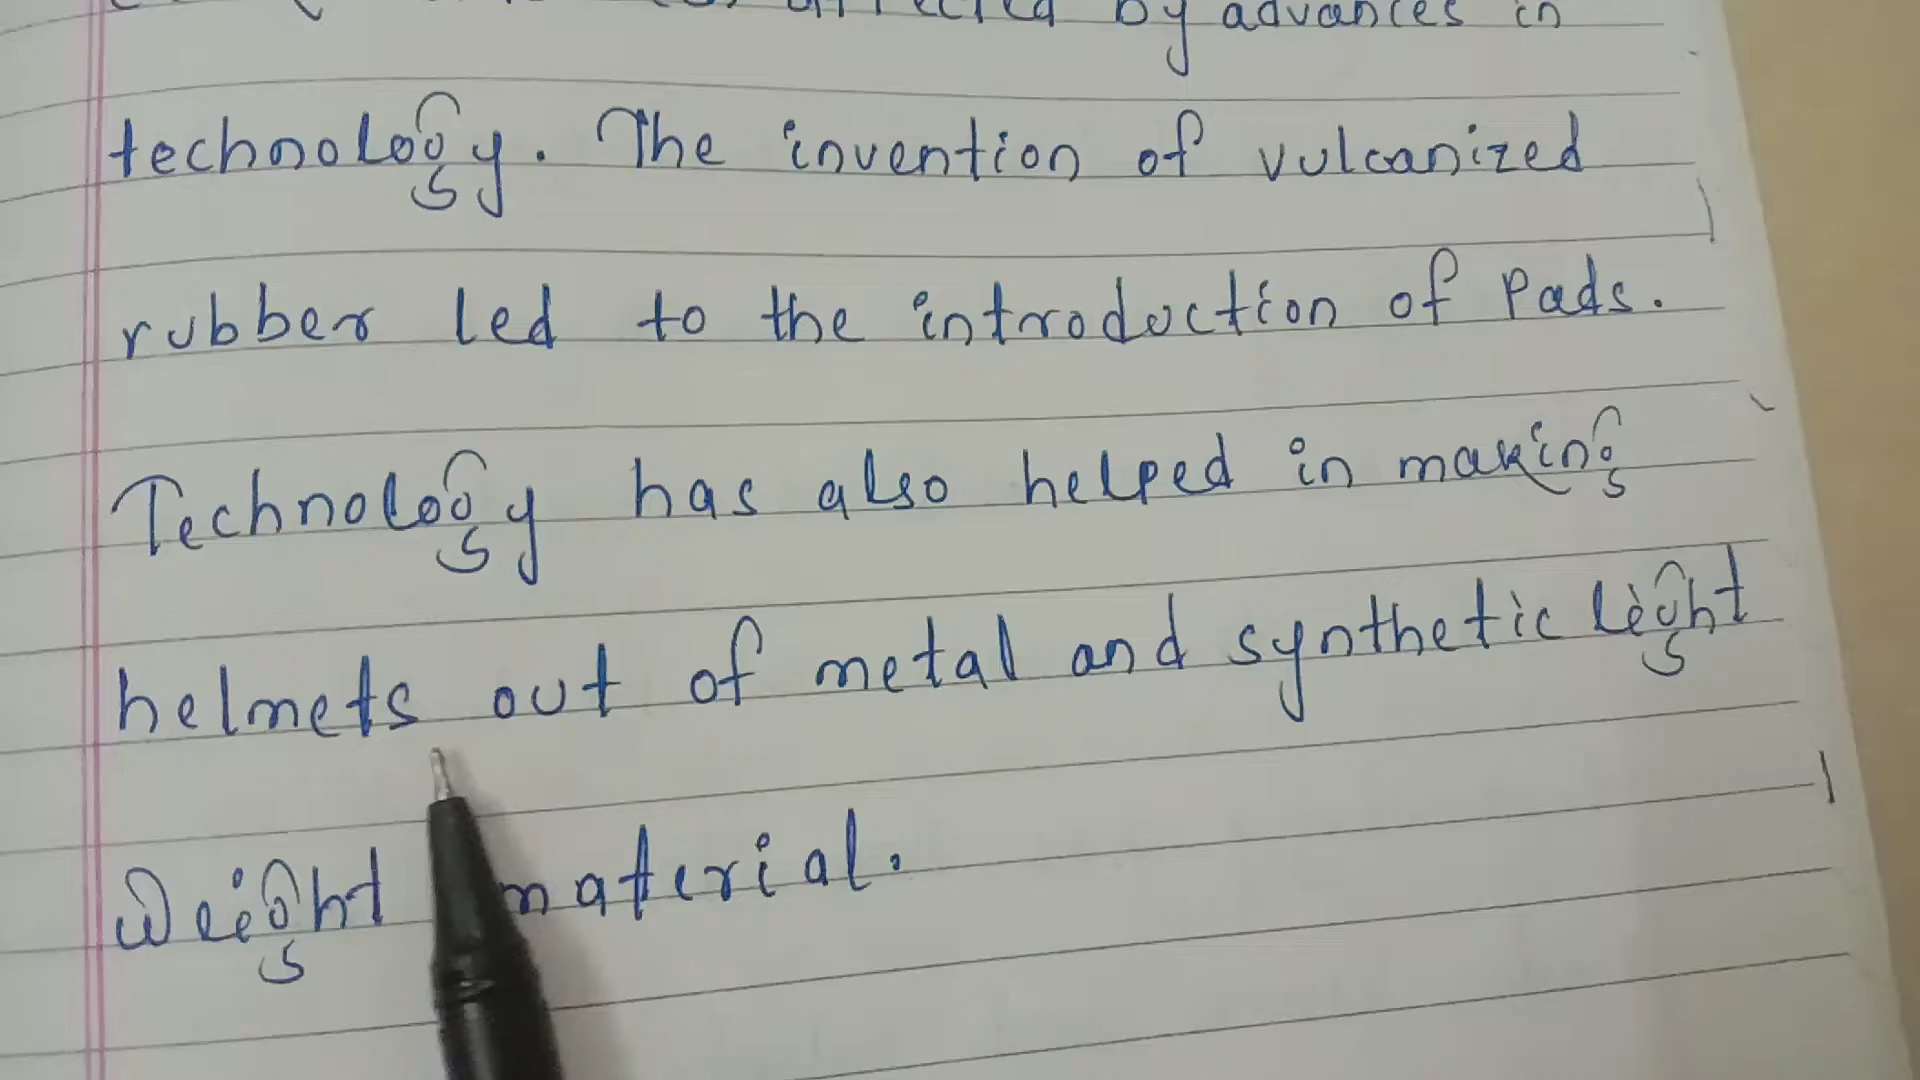 affected by advances in
technology. The invention of vulcanized
rubber led to the introduction of Pads.
Technology has also helped in making
helmets out of metal and synthetic light
Weight material.